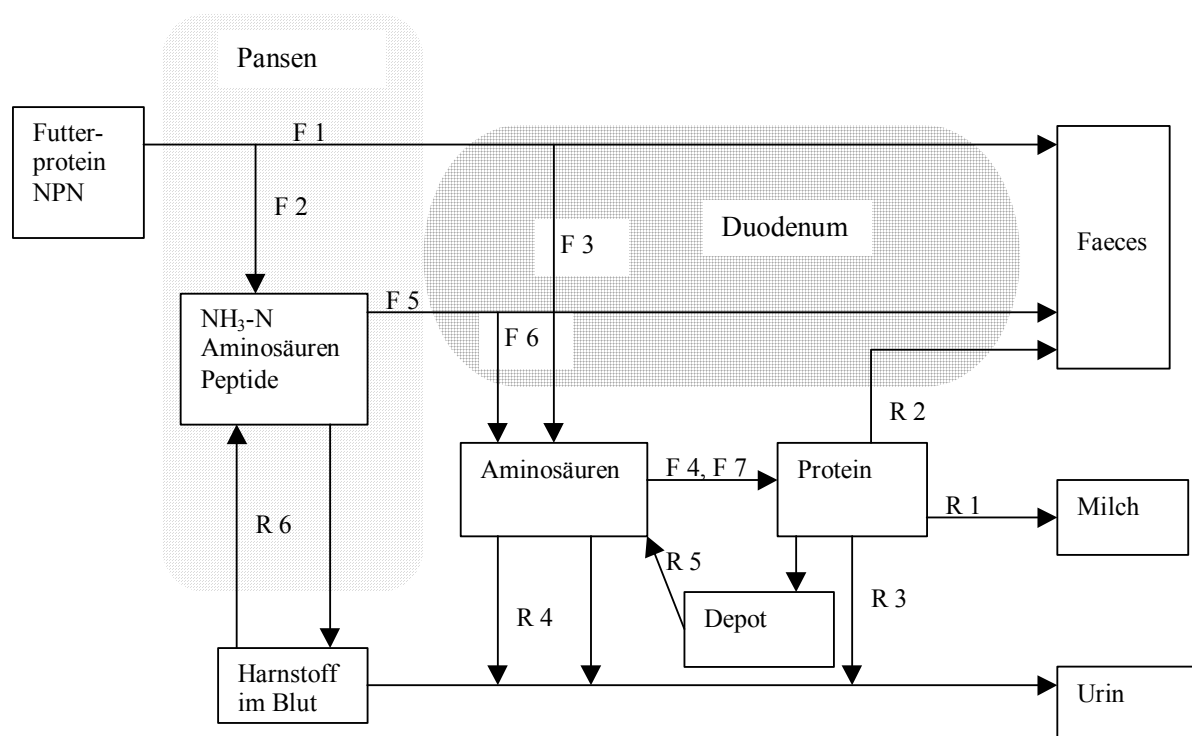 Pansen
Futter-
protein
NPN
F 1
F 2
F 3
Duodenum
Faeces
NH₃-N
Aminosäuren
Peptide
F 5
F 6
R 2
Aminosäuren
F 4, F 7
Protein
R 1
Milch
R 6
R 5
R 4
Depot
R 3
Harnstoff
im Blut
Urin